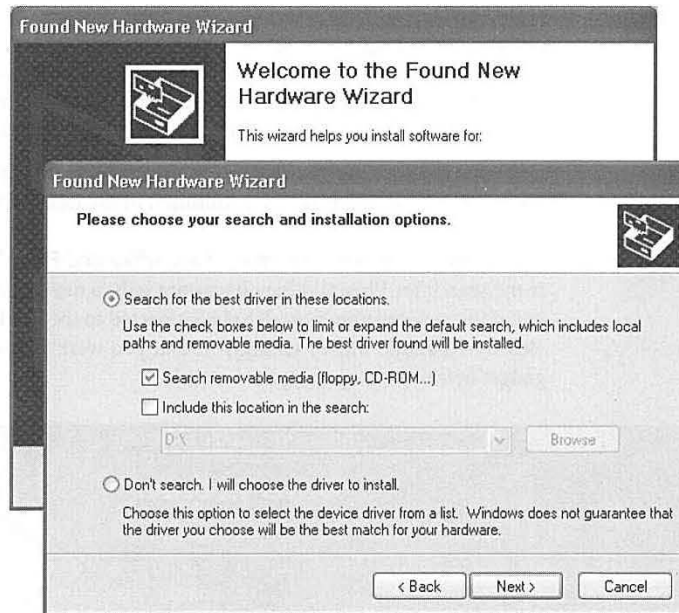 Found New Hardware Wizard
Welcome to the Found New
Hardware Wizard
This wizard helps you install software for:
Found New Hardware Wizard
Please choose your search and installation options.
Search for the best driver in these locations.
Use the check boxes below to limit or expand the default search, which includes local
paths and removable media. The best driver found will be installed.
Search removable media (floppy, CD-ROM...)
Include this location in the search:
D:\
Browse
Don't search. I will choose the driver to install.
Choose this option to select the device driver from a list. Windows does not guarantee that
the driver you choose will be the best match for your hardware.
< Back
Next >
Cancel